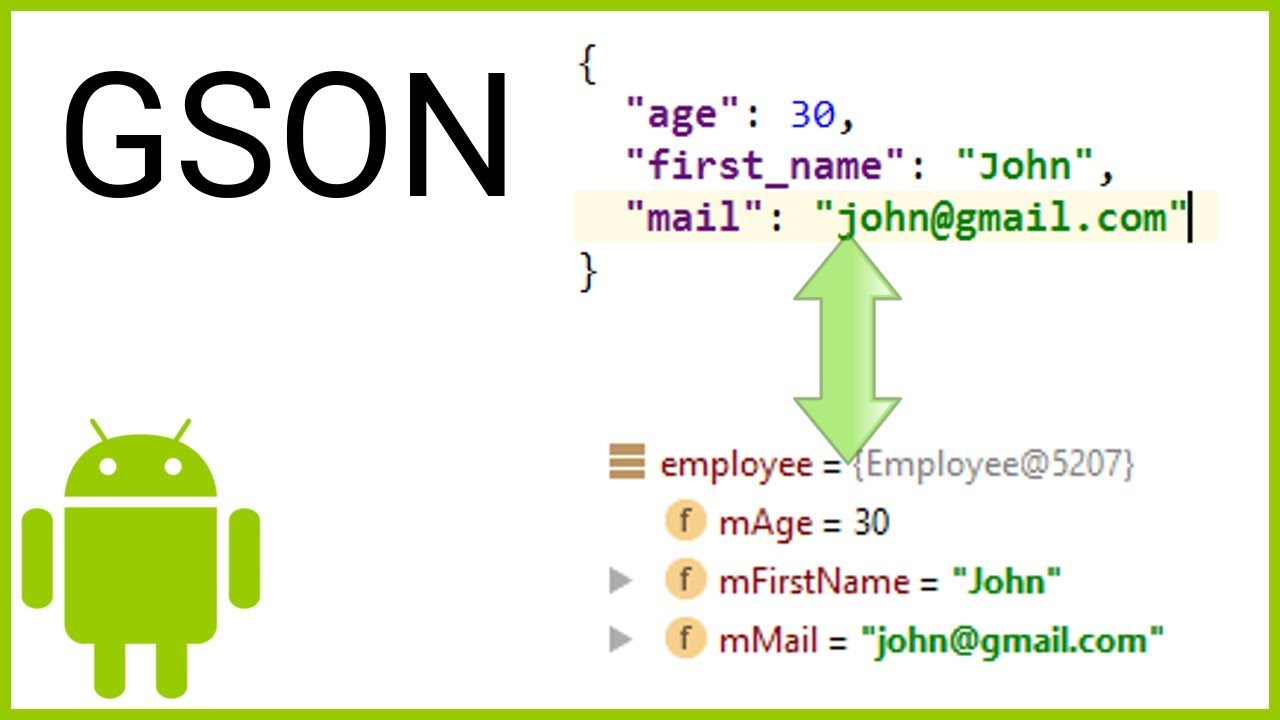 GSON
{
"age": 30,
"first_name": "John",
"mail": "john@gmail.com"
}
employee = {Employee@5207}
f mAge = 30
f mFirstName = "John"
f mMail = "john@gmail.com"